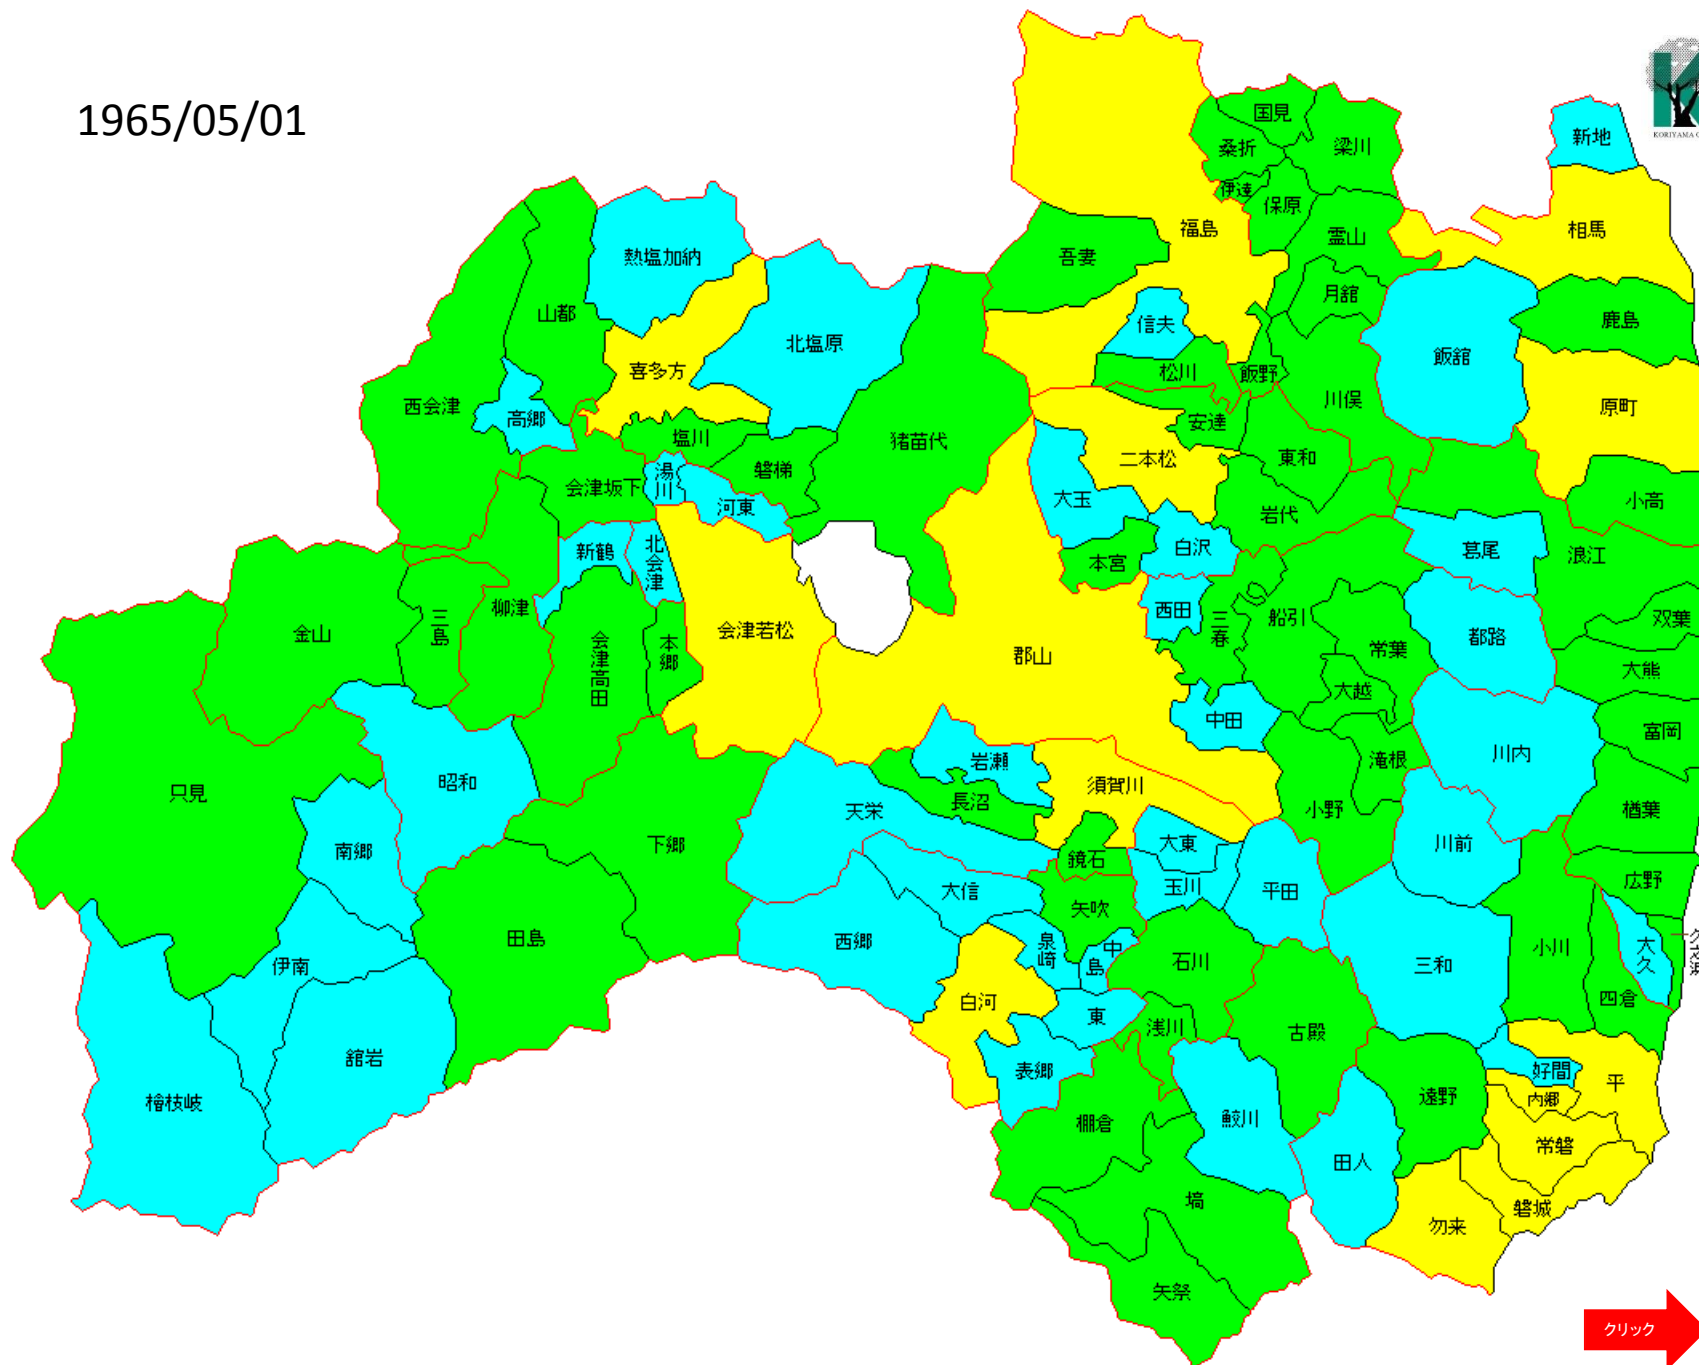 1965/05/01
KORIYAMA
国見
新地
桑折
梁川
伊達
保原
福島
霊山
相馬
熱塩加納
吾妻
月舘
山都
信夫
鹿島
北塩原
飯舘
喜多方
松川
飯野
川俣
西会津
高郷
安達
原町
塩川
猪苗代
二本松
東和
磐梯
湯川
会津坂下
大玉
小高
河東
岩代
新鶴
北会津
白沢
葛尾
浪江
本宮
柳津
西田
三春
船引
双葉
金山
三島
会津若松
都路
本郷
郡山
常葉
会津高田
大越
大熊
中田
富岡
岩瀬
滝根
川内
昭和
只見
須賀川
長沼
小野
楢葉
天栄
下郷
南郷
大東
川前
鏡石
広野
大信
玉川
平田
矢吹
田島
西郷
泉崎
中島
石川
三和
小川
大久
久之浜
伊南
四倉
白河
東
浅川
古殿
舘岩
表郷
好間
平
檜枝岐
遠野
内郷
棚倉
鮫川
常磐
田人
塙
磐城
勿来
矢祭
クリック